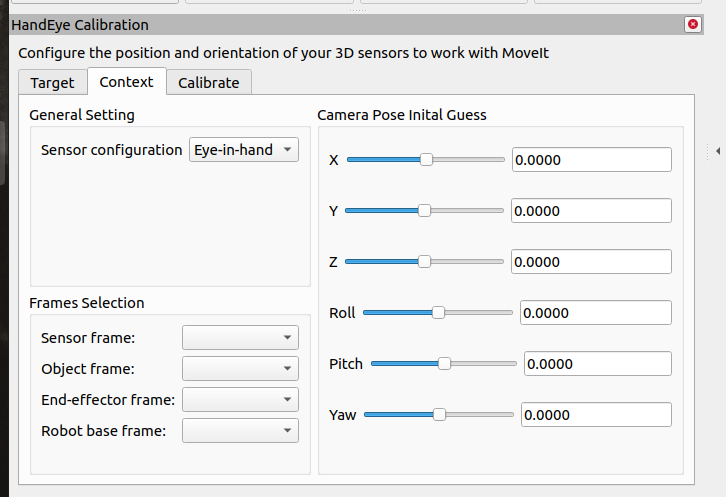 HandEye Calibration
Configure the position and orientation of your 3D sensors to work with MoveIt
Target Context Calibrate
General Setting
Sensor configuration Eye-in-hand
Frames Selection
Sensor frame:
Object frame:
End-effector frame:
Robot base frame:
Camera Pose Inital Guess
X 0.0000
Y 0.0000
Z 0.0000
Roll 0.0000
Pitch 0.0000
Yaw 0.0000